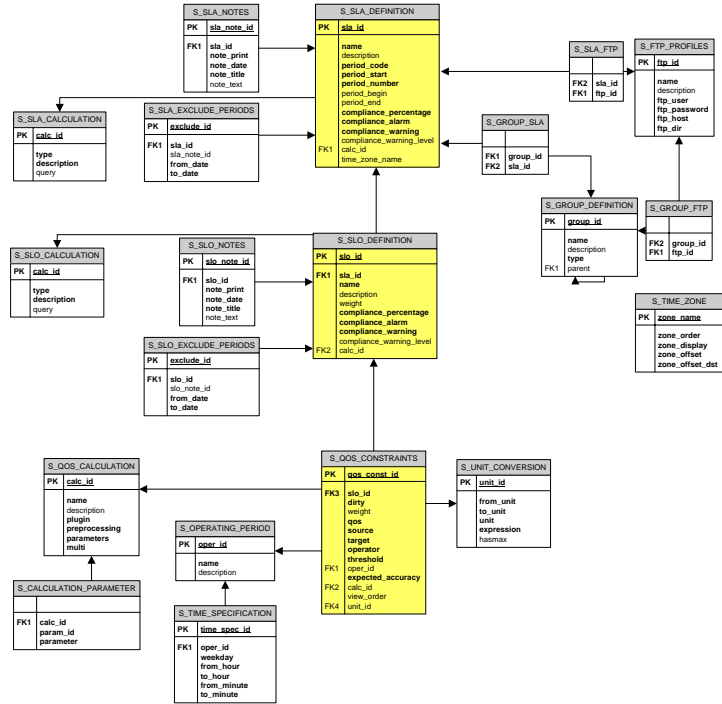 S_SLA_NOTES
PK sla_note_id
FK1 sla_id
note_print
note_date
note_title
note_text
S_SLA_DEFINITION
PK sla_id
name
description
period_code
period_start
period_number
period_begin
period_end
compliance_percentage
compliance_alarm
compliance_warning
compliance_warning_level
FK1 calc_id
time_zone_name
S_SLA_FTP
FK2 sla_id
FK1 ftp_id
S_FTP_PROFILES
PK ftp_id
name
description
ftp_user
ftp_password
ftp_host
ftp_dir
S_SLA_CALCULATION
PK calc_id
type
description
query
S_SLA_EXCLUDE_PERIODS
PK exclude_id
FK1 sla_id
sla_note_id
from_date
to_date
S_GROUP_SLA
FK1 group_id
FK2 sla_id
S_GROUP_DEFINITION
PK group_id
name
description
type
FK1 parent
S_GROUP_FTP
FK2 group_id
FK1 ftp_id
S_SLO_CALCULATION
PK calc_id
type
description
query
S_SLO_NOTES
PK slo_note_id
FK1 slo_id
note_print
note_date
note_title
note_text
S_SLO_DEFINITION
PK slo_id
FK1 sla_id
name
description
weight
compliance_percentage
compliance_alarm
compliance_warning
compliance_warning_level
FK2 calc_id
S_TIME_ZONE
PK zone_name
zone_order
zone_display
zone_offset
zone_offset_dst
S_SLO_EXCLUDE_PERIODS
PK exclude_id
FK1 slo_id
slo_note_id
from_date
to_date
S_QOS_CALCULATION
PK calc_id
name
description
plugin
preprocessing
parameters
multi
S_QOS_CONSTRAINTS
PK qos_const_id
FK3 slo_id
dirty
weight
qos
source
target
operator
threshold
FK1 oper_id
expected_accuracy
FK2 calc_id
view_order
FK4 unit_id
S_UNIT_CONVERSION
PK unit_id
from_unit
to_unit
unit
expression
hasmax
S_OPERATING_PERIOD
PK oper_id
name
description
S_CALCULATION_PARAMETER
FK1 calc_id
param_id
parameter
S_TIME_SPECIFICATION
PK time_spec_id
FK1 oper_id
weekday
from_hour
to_hour
from_minute
to_minute